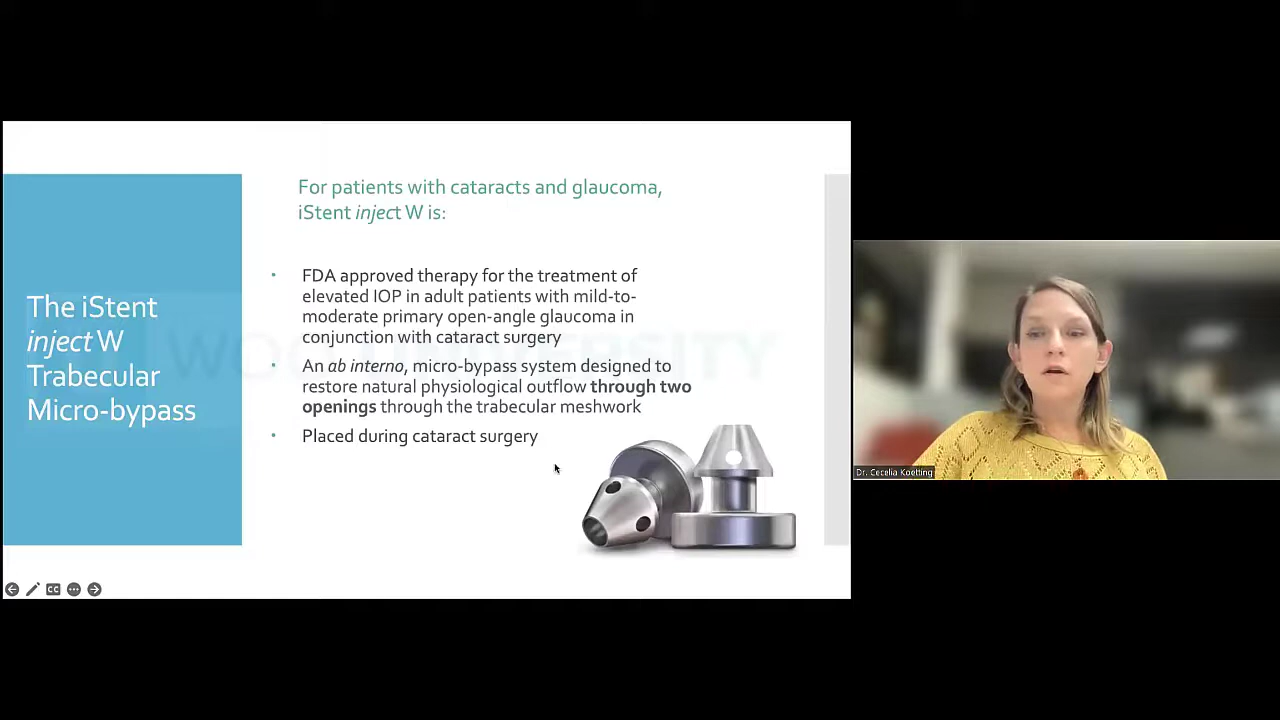 For patients with cataracts and glaucoma,
iStent inject W is:
The iStent
inject W
Trabecular
Micro-bypass
• FDA approved therapy for the treatment of
elevated IOP in adult patients with mild-to-
moderate primary open-angle glaucoma in
conjunction with cataract surgery
• An ab interno, micro-bypass system designed to
restore natural physiological outflow through two
openings through the trabecular meshwork
• Placed during cataract surgery
Dr. Cecelia Koetting
CC